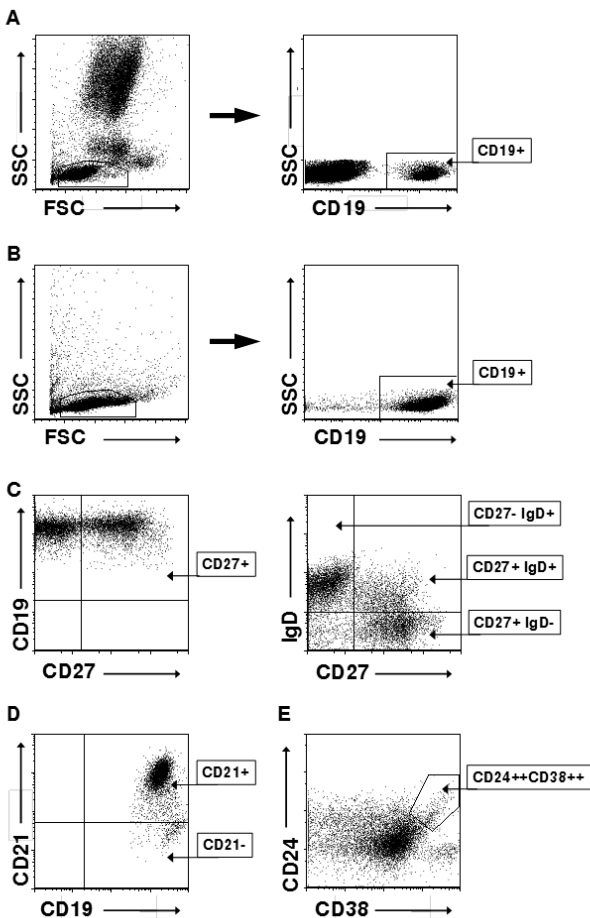 A
SSC
FSC
SSC
CD19
CD19+
B
SSC
FSC
SSC
CD19
CD19+
C
CD19
CD27
CD27+
IgD
CD27
CD27- IgD+
CD27+ IgD+
CD27+ IgD-
D
CD21
CD19
CD21+
CD21-
E
CD24
CD38
CD24++CD38++